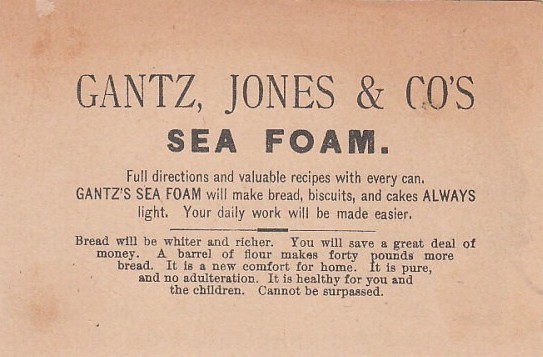 GANTZ, JONES & CO'S
SEA FOAM.
Full directions and valuable recipes with every can.
GANTZ'S SEA FOAM will make bread, biscuits, and cakes ALWAYS
light. Your daily work will be made easier.
Bread will be whiter and richer. You will save a great deal of
money. A barrel of flour makes forty pounds more
bread. It is a new comfort for home. It is pure,
and no adulteration. It is healthy for you and
the children. Cannot be surpassed.